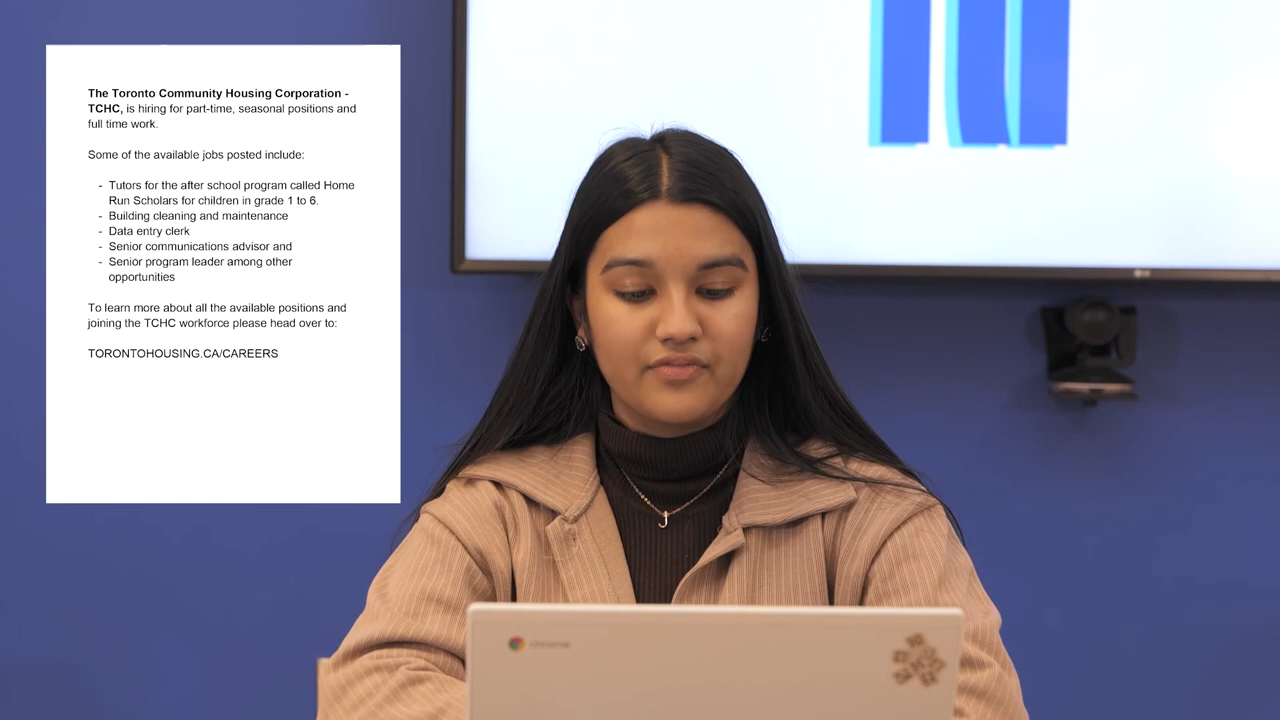 The Toronto Community Housing Corporation -
TCHC, is hiring for part-time, seasonal positions and
full time work.
Some of the available jobs posted include:
- Tutors for the after school program called Home
Run Scholars for children in grade 1 to 6.
- Building cleaning and maintenance
- Data entry clerk
- Senior communications advisor and
- Senior program leader among other
opportunities
To learn more about all the available positions and
joining the TCHC workforce please head over to:
TORONTOHOUSING.CA/CAREERS
LG
J
chrome